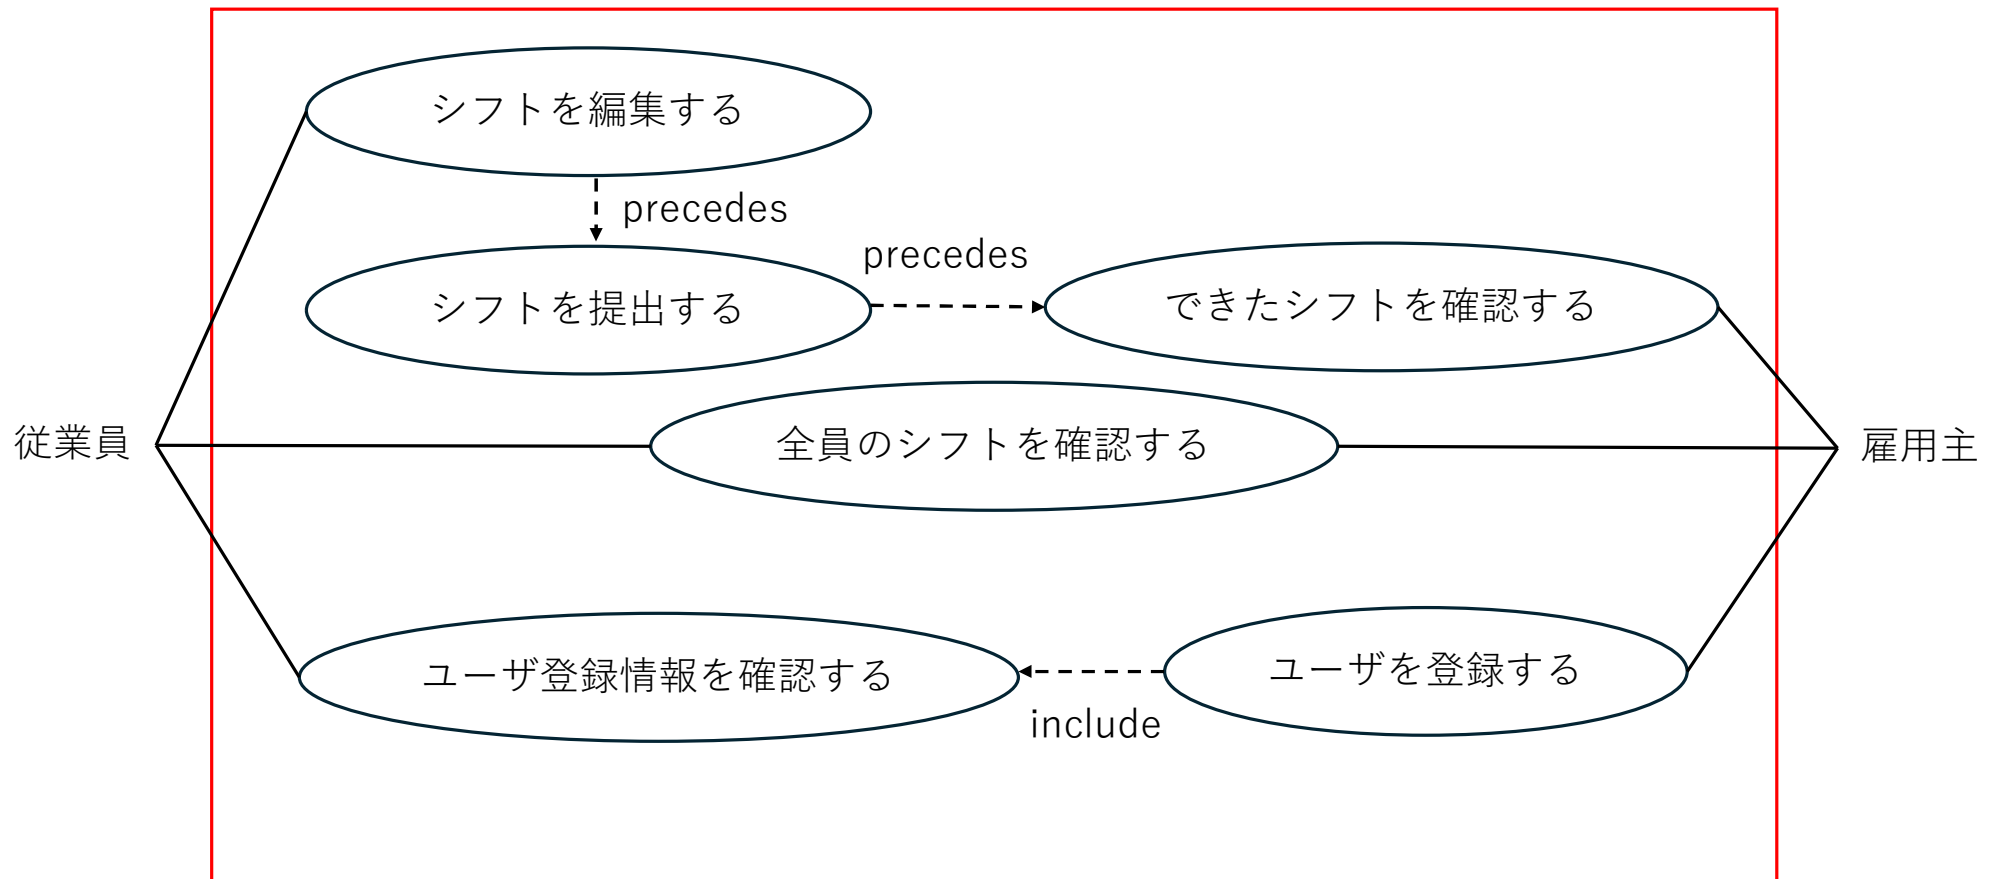 シフトを編集する
precedes
シフトを提出する
precedes
できたシフトを確認する
従業員
全員のシフトを確認する
雇用主
ユーザ登録情報を確認する
include
ユーザを登録する